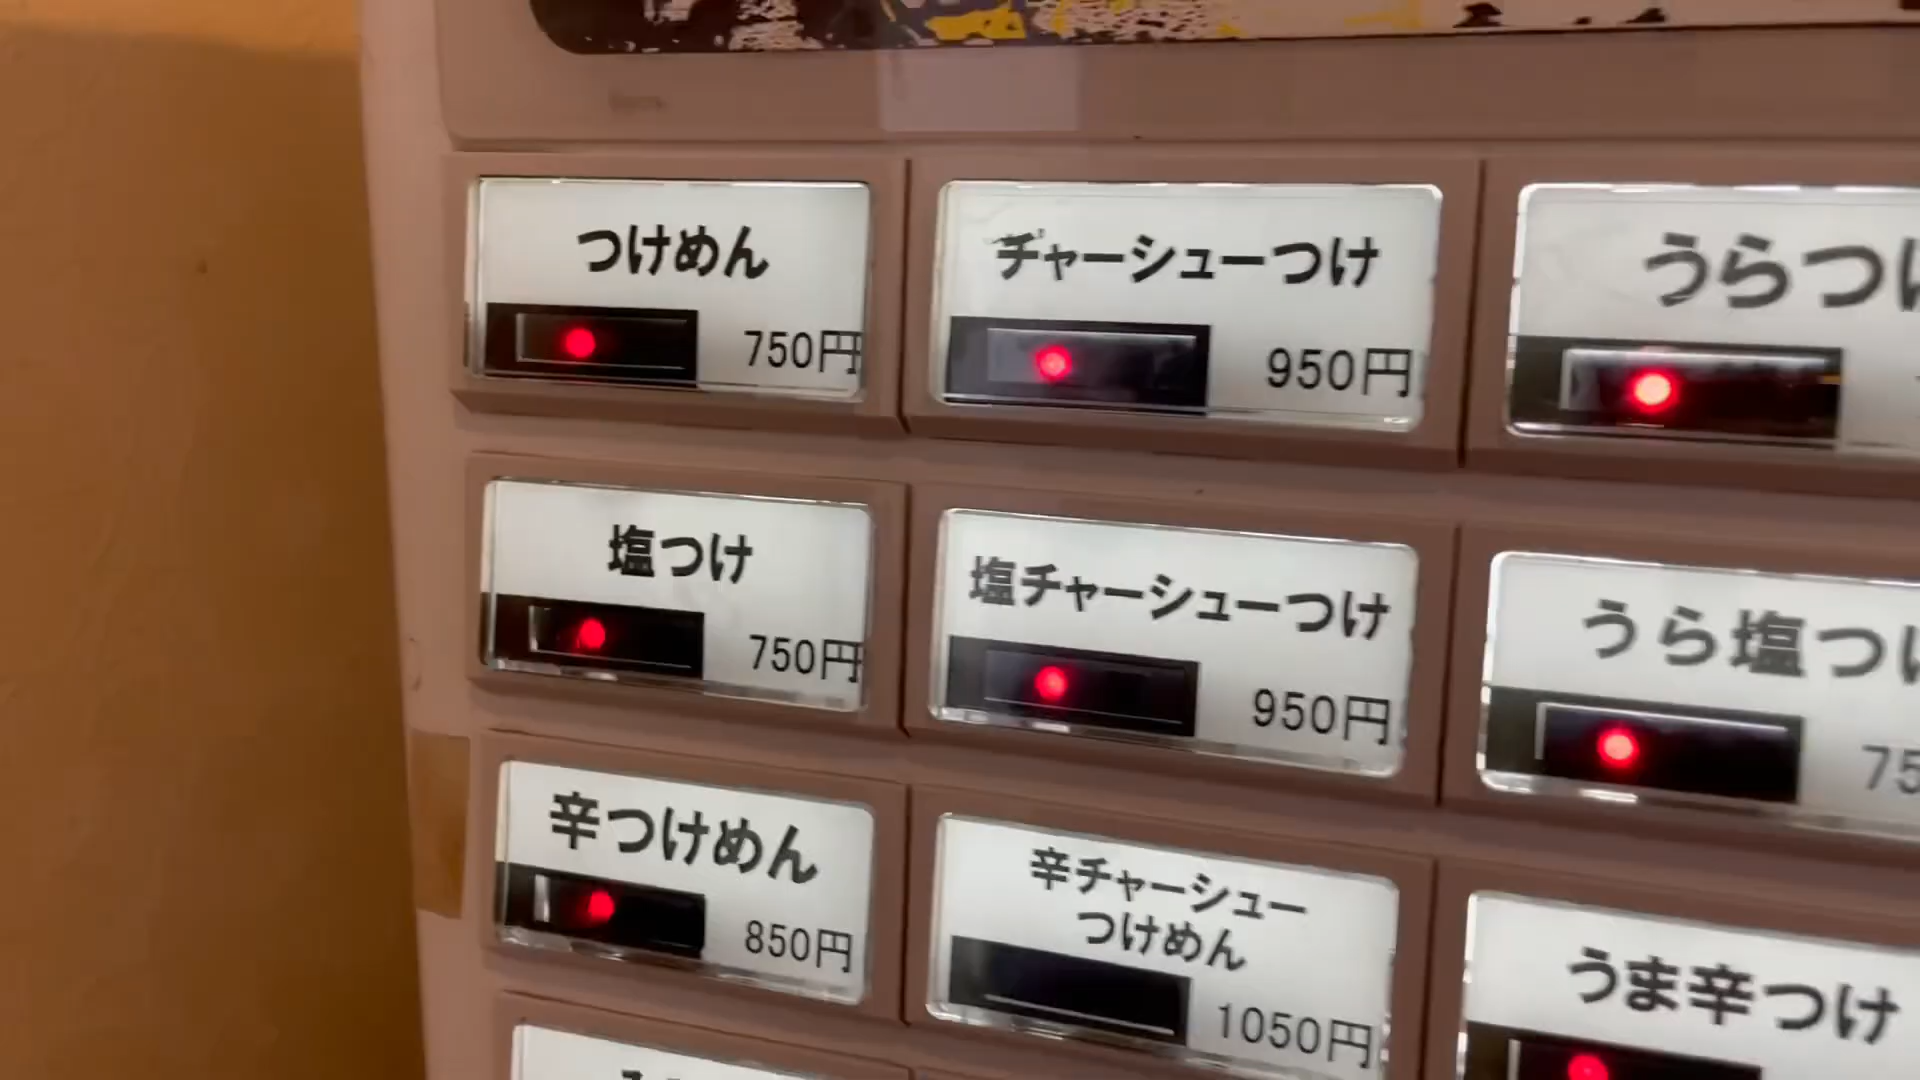 つけめん
750円
チャーシューつけ
950円
うらつけ
塩つけ
750円
塩チャーシューつけ
950円
うら塩つけ
75
辛つけめん
850円
辛チャーシュー
つけめん
1050円
うま辛つけ